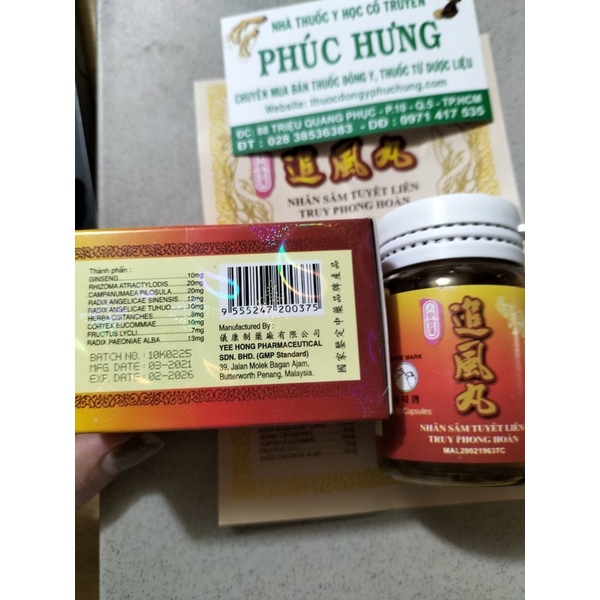 NHÀ THUỐC Y HỌC CỔ TRUYỀN
PHÚC HƯNG
CHUYÊN MUA BÁN THUỐC ĐÔNG Y, THUỐC TỪ DƯỢC LIỆU
Website: thuocdongyphuchung.com
ĐC: 88 TRIỆU QUANG PHỤC - P.10 - Q.5 - TP.HCM
ĐT : 028 38536383 - DĐ : 0971 417 535
追風丸
NHÂN SÂM TUYẾT LIÊN
TRUY PHONG HOÀN
Thành phần :
GINSENG 10mg
RHIZOMA ATRACTYLODIS 20mg
CAMPANUMAEA PILOSULA 20mg
RADIX ANGELICAE SINENSIS 12mg
RADIX ANGELICAE TUHUO 10mg
HERBA CISTANCHES 8mg
CORTEX EUCOMMIAE 10mg
FRUCTUS LYCLI 7mg
RADIX PAEONIAE ALBA 13mg
BATCH NO. : 10K0225
MFG. DATE : 03-2021
EXP. DATE : 02-2026
9 555247 200375
Manufactured By :
儀康制藥廠有限公司
YEE HONG PHARMACEUTICAL
SDN. BHD. (GMP Standard)
39, Jalan Molek Bagan Ajam,
Butterworth Penang, Malaysia.
國家鑒定中藥品牌產品
追風丸
MARK
Capsules
NHÂN SÂM TUYẾT LIÊN
TRUY PHONG HOÀN
MAL20021963TC